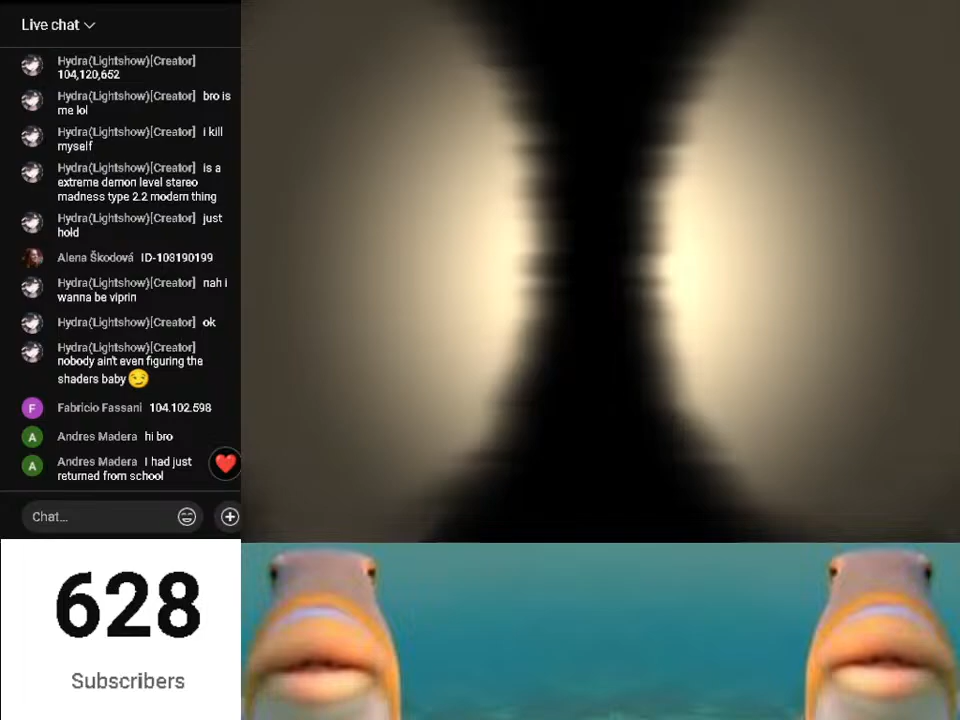 Live chat
Hydra(Lightshow)[Creator]
104,120,652
Hydra(Lightshow)[Creator] bro is
me lol
Hydra(Lightshow)[Creator] i kill
myself
Hydra(Lightshow)[Creator] is a
extreme demon level stereo
madness type 2.2 modern thing
Hydra(Lightshow)[Creator] just
hold
Alena Škodová ID-108190199
Hydra(Lightshow)[Creator] nah i
wanna be viprin
Hydra(Lightshow)[Creator] ok
Hydra(Lightshow)[Creator]
nobody ain't even figuring the
shaders baby😏
F Fabricio Fassani 104.102.598
A Andres Madera hi bro
A Andres Madera I had just
returned from school
Chat...
628
Subscribers